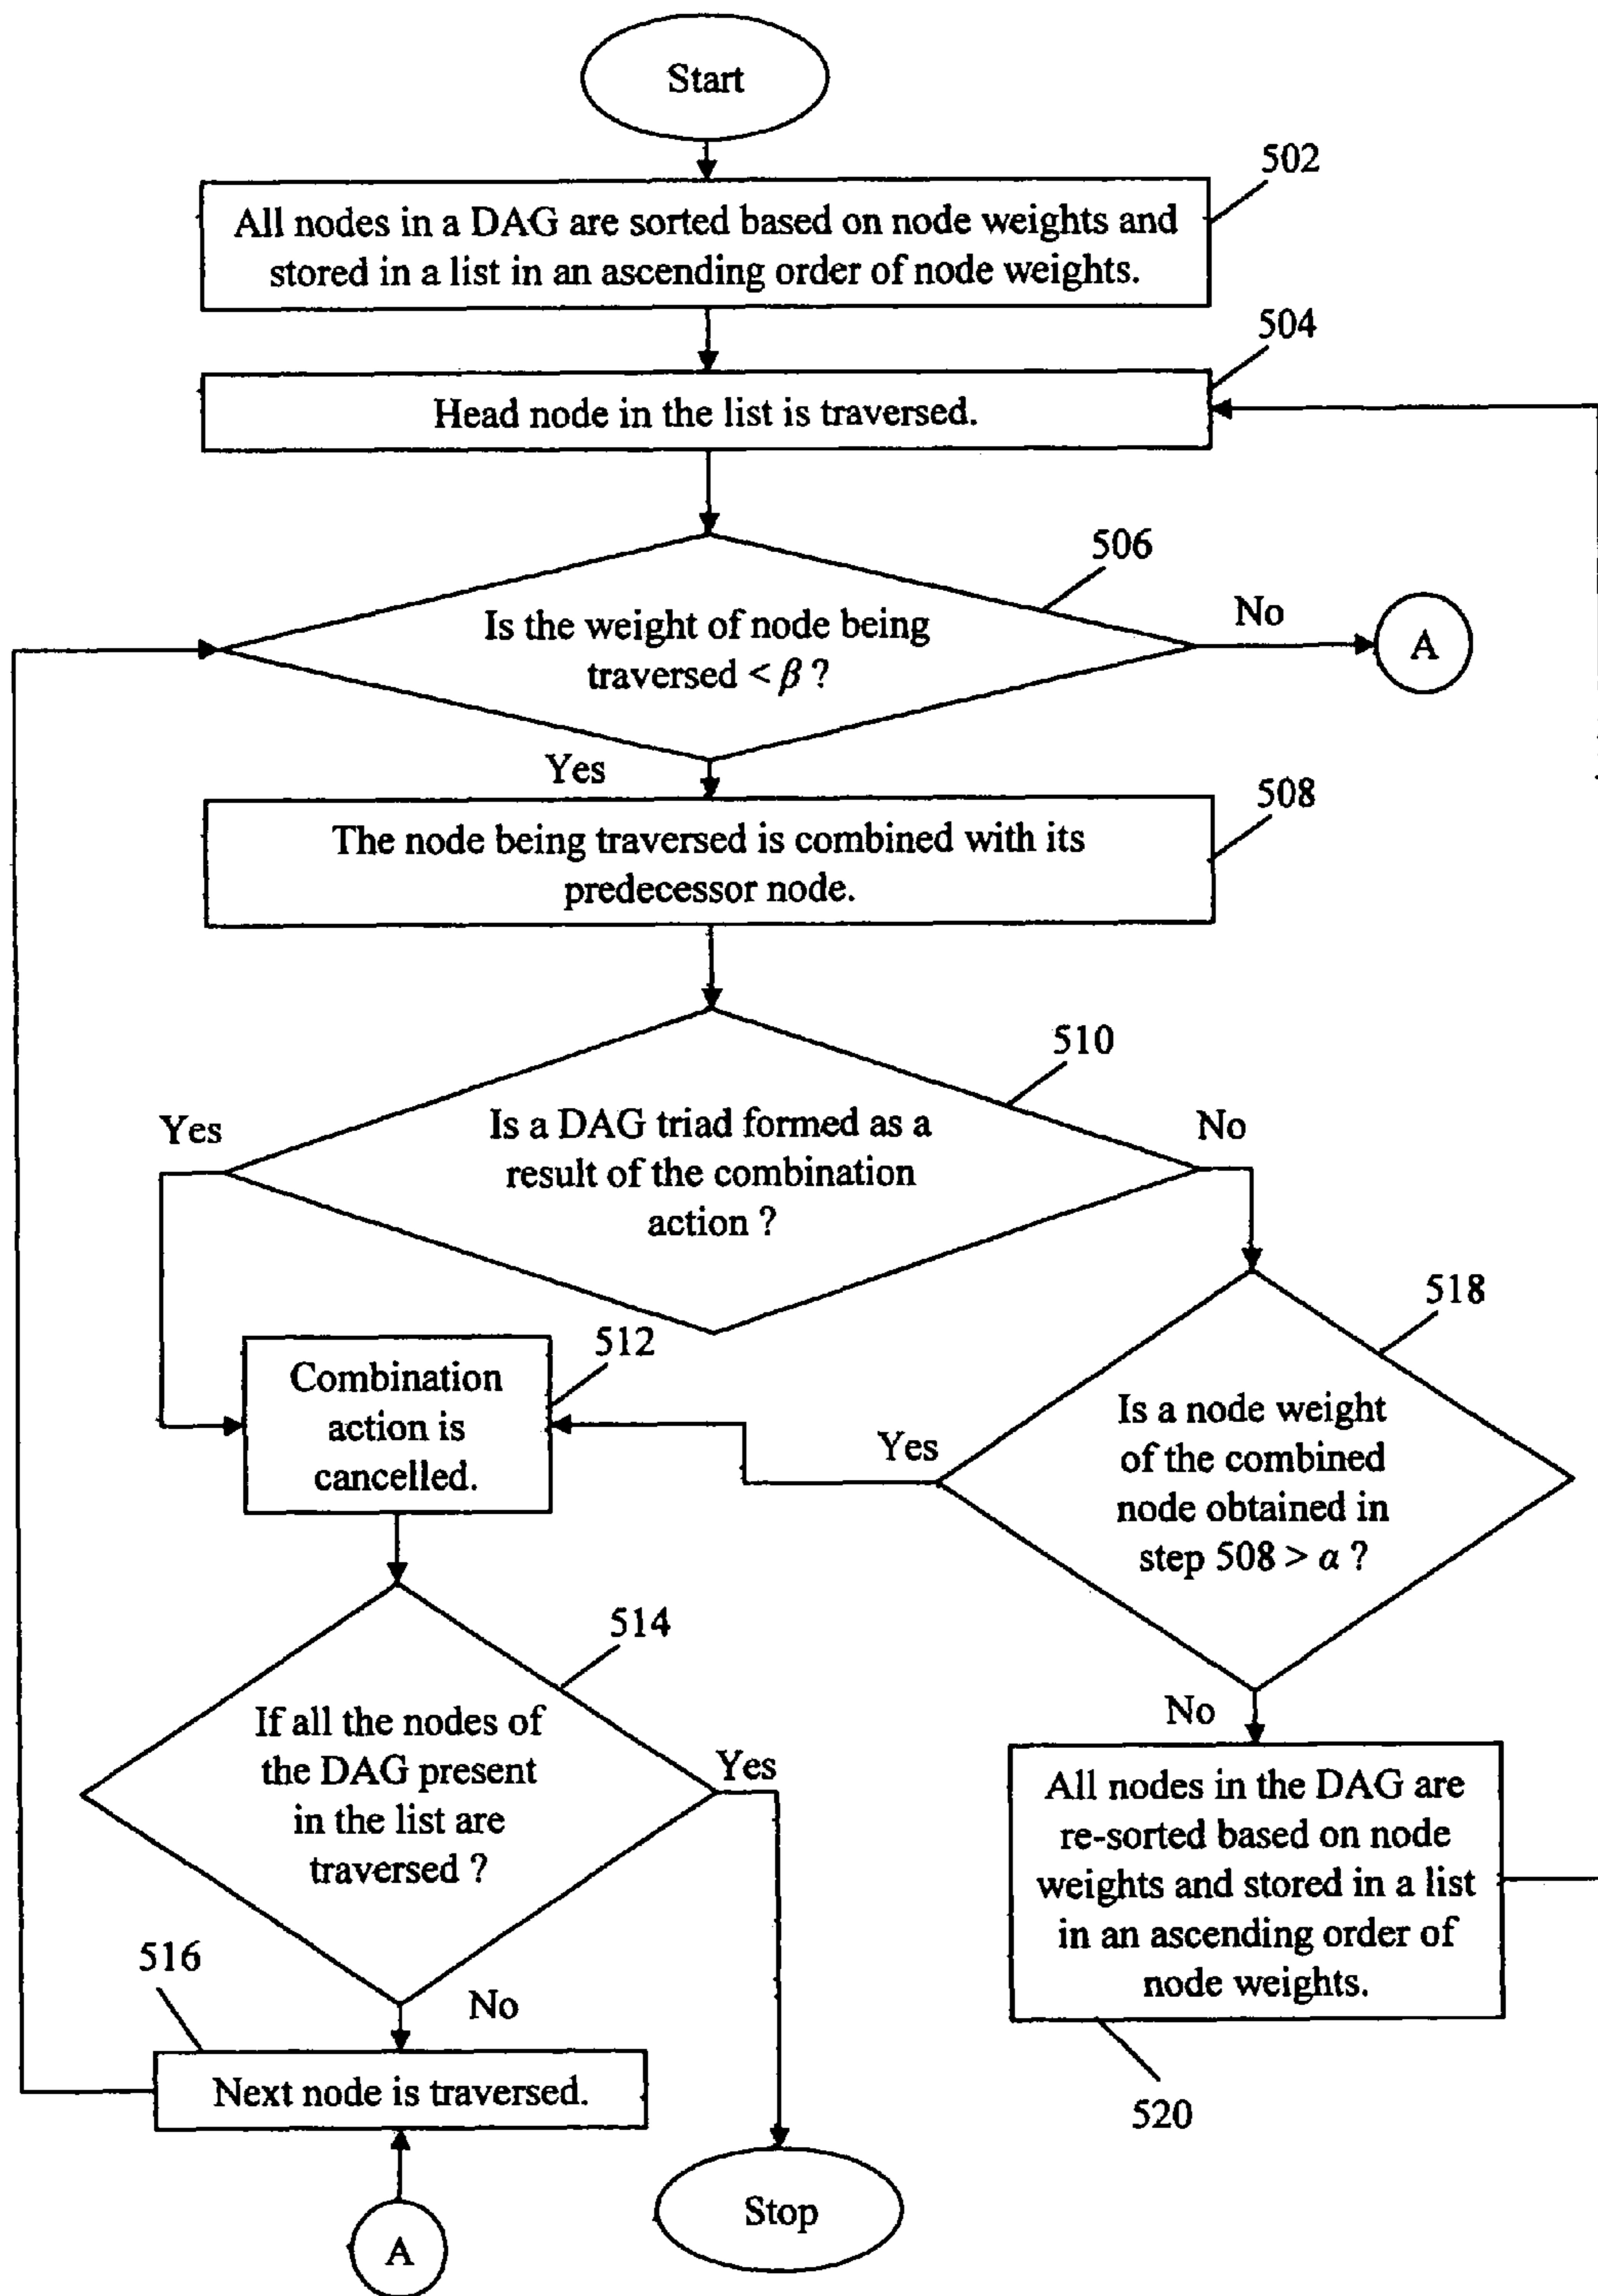 Start
502
All nodes in a DAG are sorted based on node weights and
stored in a list in an ascending order of node weights.
504
Head node in the list is traversed.
506
Is the weight of node being
traversed < β ?
No
A
Yes
508
The node being traversed is combined with its
predecessor node.
510
Is a DAG triad formed as a
result of the combination
action ?
Yes
No
518
512
Combination
action is
cancelled.
Is a node weight
of the combined
node obtained in
step 508 > α ?
Yes
514
If all the nodes of
the DAG present
in the list are
traversed ?
Yes
No
All nodes in the DAG are
re-sorted based on node
weights and stored in a list
in an ascending order of
node weights.
520
516
No
Next node is traversed.
A
Stop